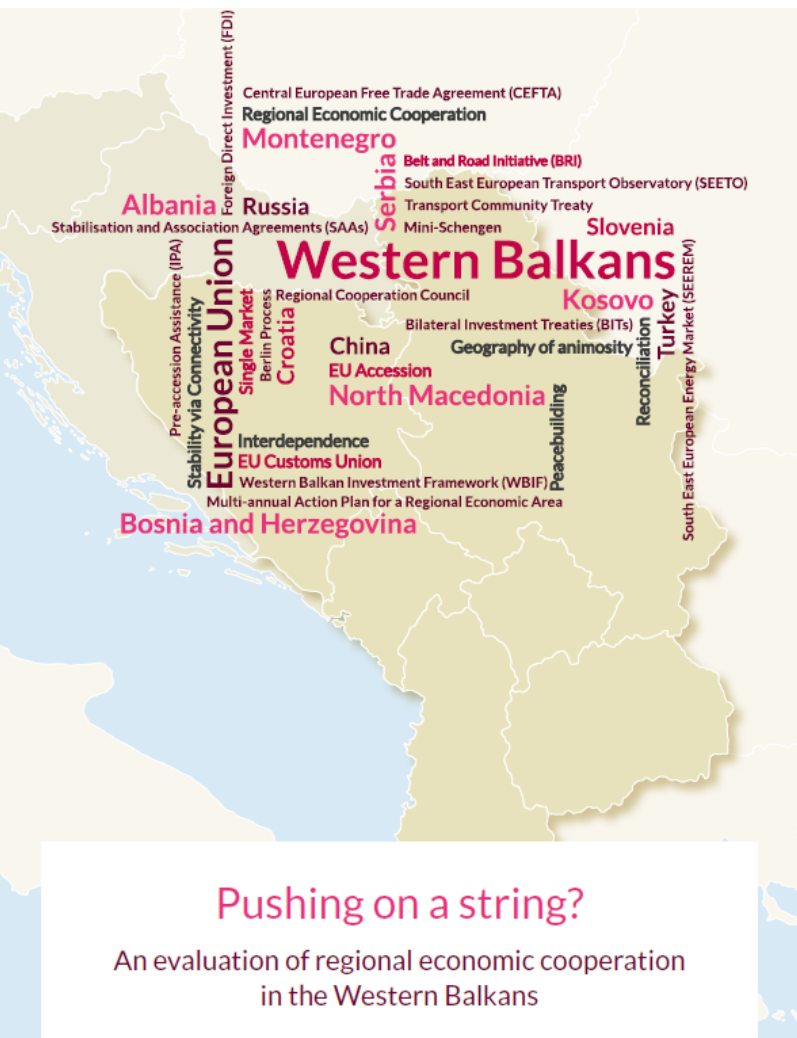 Foreign Direct Investment (FDI)
Central European Free Trade Agreement (CEFTA)
Regional Economic Cooperation
Montenegro
Serbia
Belt and Road Initiative (BRI)
South East European Transport Observatory (SEETO)
Albania
Russia
Transport Community Treaty
Stabilisation and Association Agreements (SAAs)
Mini-Schengen
Slovenia
Western Balkans
Pre-accession Assistance (IPA)
Stability via Connectivity
European Union
Single Market
Berlin Process
Croatia
Regional Cooperation Council
Kosovo
Bilateral Investment Treaties (BITs)
China
Geography of animosity
Reconciliation
Turkey
South East European Energy Market (SEEREM)
EU Accession
North Macedonia
Peacebuilding
Interdependence
EU Customs Union
Western Balkan Investment Framework (WBIF)
Multi-annual Action Plan for a Regional Economic Area
Bosnia and Herzegovina
Pushing on a string?
An evaluation of regional economic cooperation
in the Western Balkans